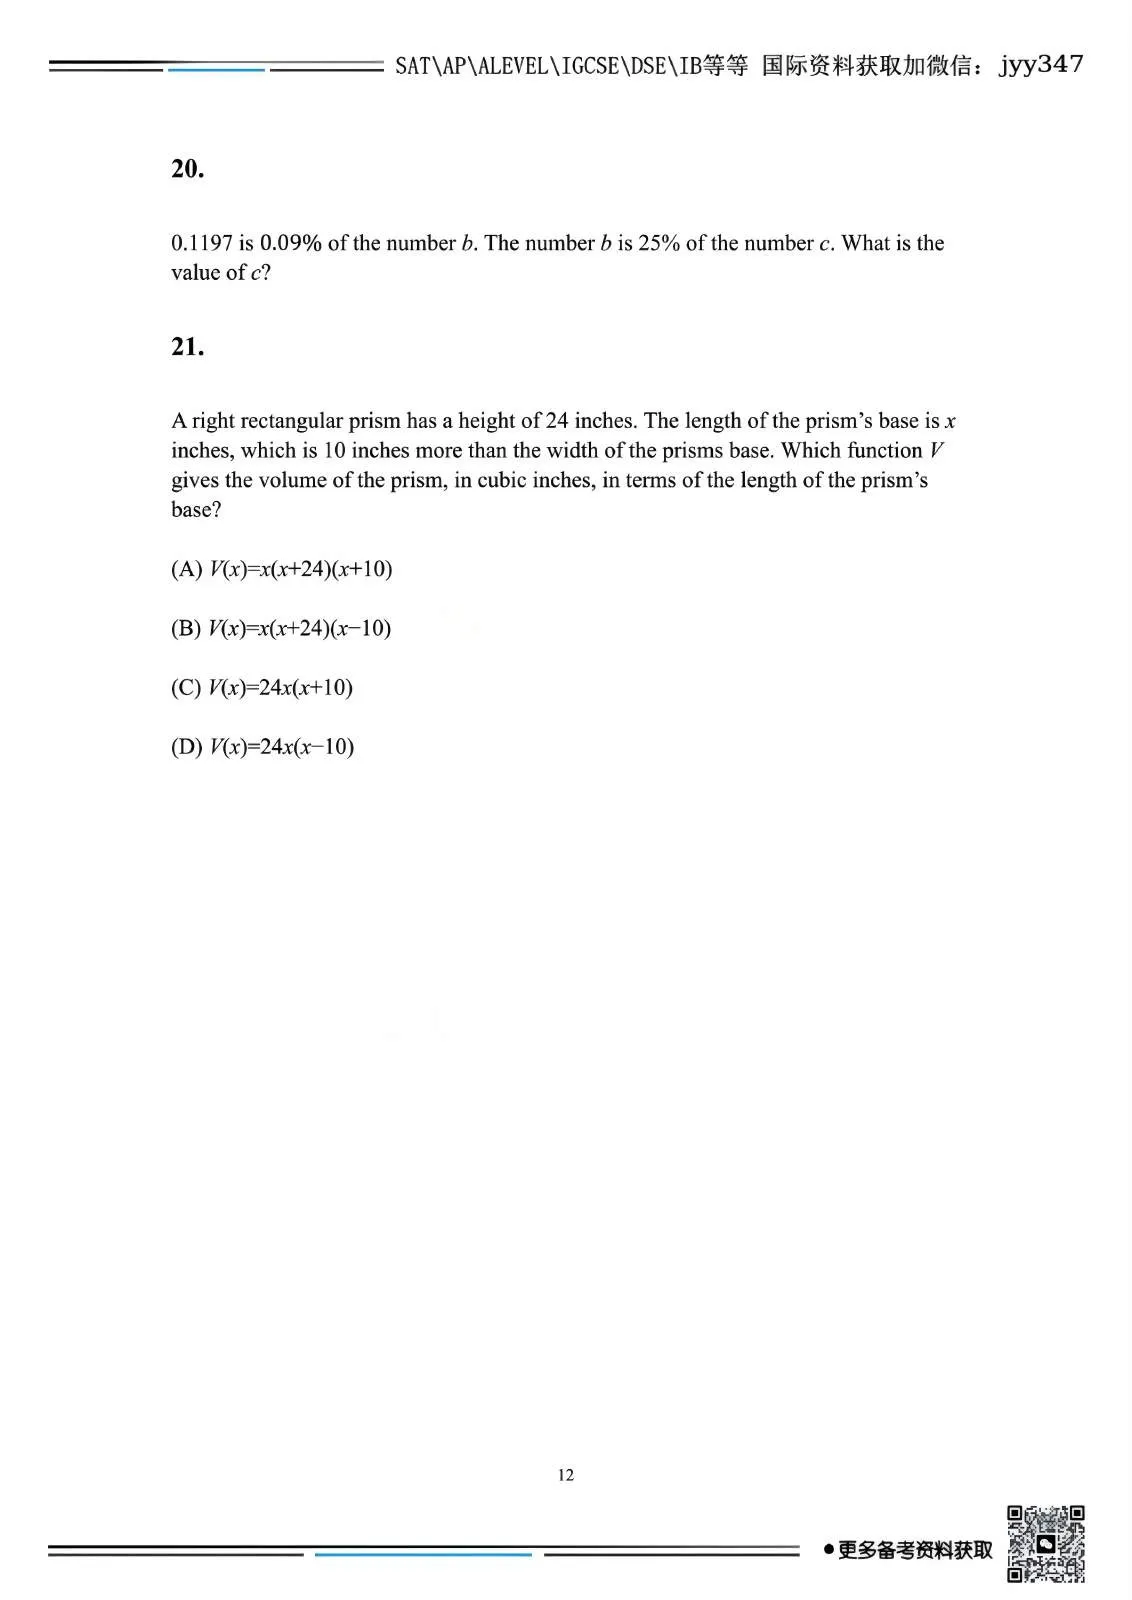 SAT\AP\ALEVEL\IGCSE\DSE\IB等等 国际资料获取加微信：jyy347
20.
0.1197 is 0.09% of the number b. The number b is 25% of the number c. What is the
value of c?
21.
A right rectangular prism has a height of 24 inches. The length of the prism’s base is x
inches, which is 10 inches more than the width of the prisms base. Which function V
gives the volume of the prism, in cubic inches, in terms of the length of the prism’s
base?
(A) V(x)=x(x+24)(x+10)
(B) V(x)=x(x+24)(x−10)
(C) V(x)=24x(x+10)
(D) V(x)=24x(x−10)
12
●更多备考资料获取